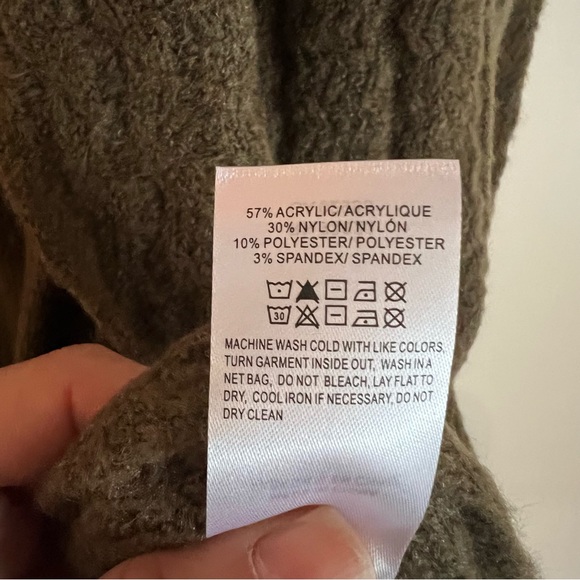 57% ACRYLIC/ ACRYLIQUE
30% NYLON/ NYLÓN
10% POLYESTER/ POLYESTER
3% SPANDEX/ SPANDEX
30
MACHINE WASH COLD WITH LIKE COLORS,
TURN GARMENT INSIDE OUT, WASH IN A
NET BAG, DO NOT BLEACH, LAY FLAT TO
DRY, COOL IRON IF NECESSARY, DO NOT
DRY CLEAN